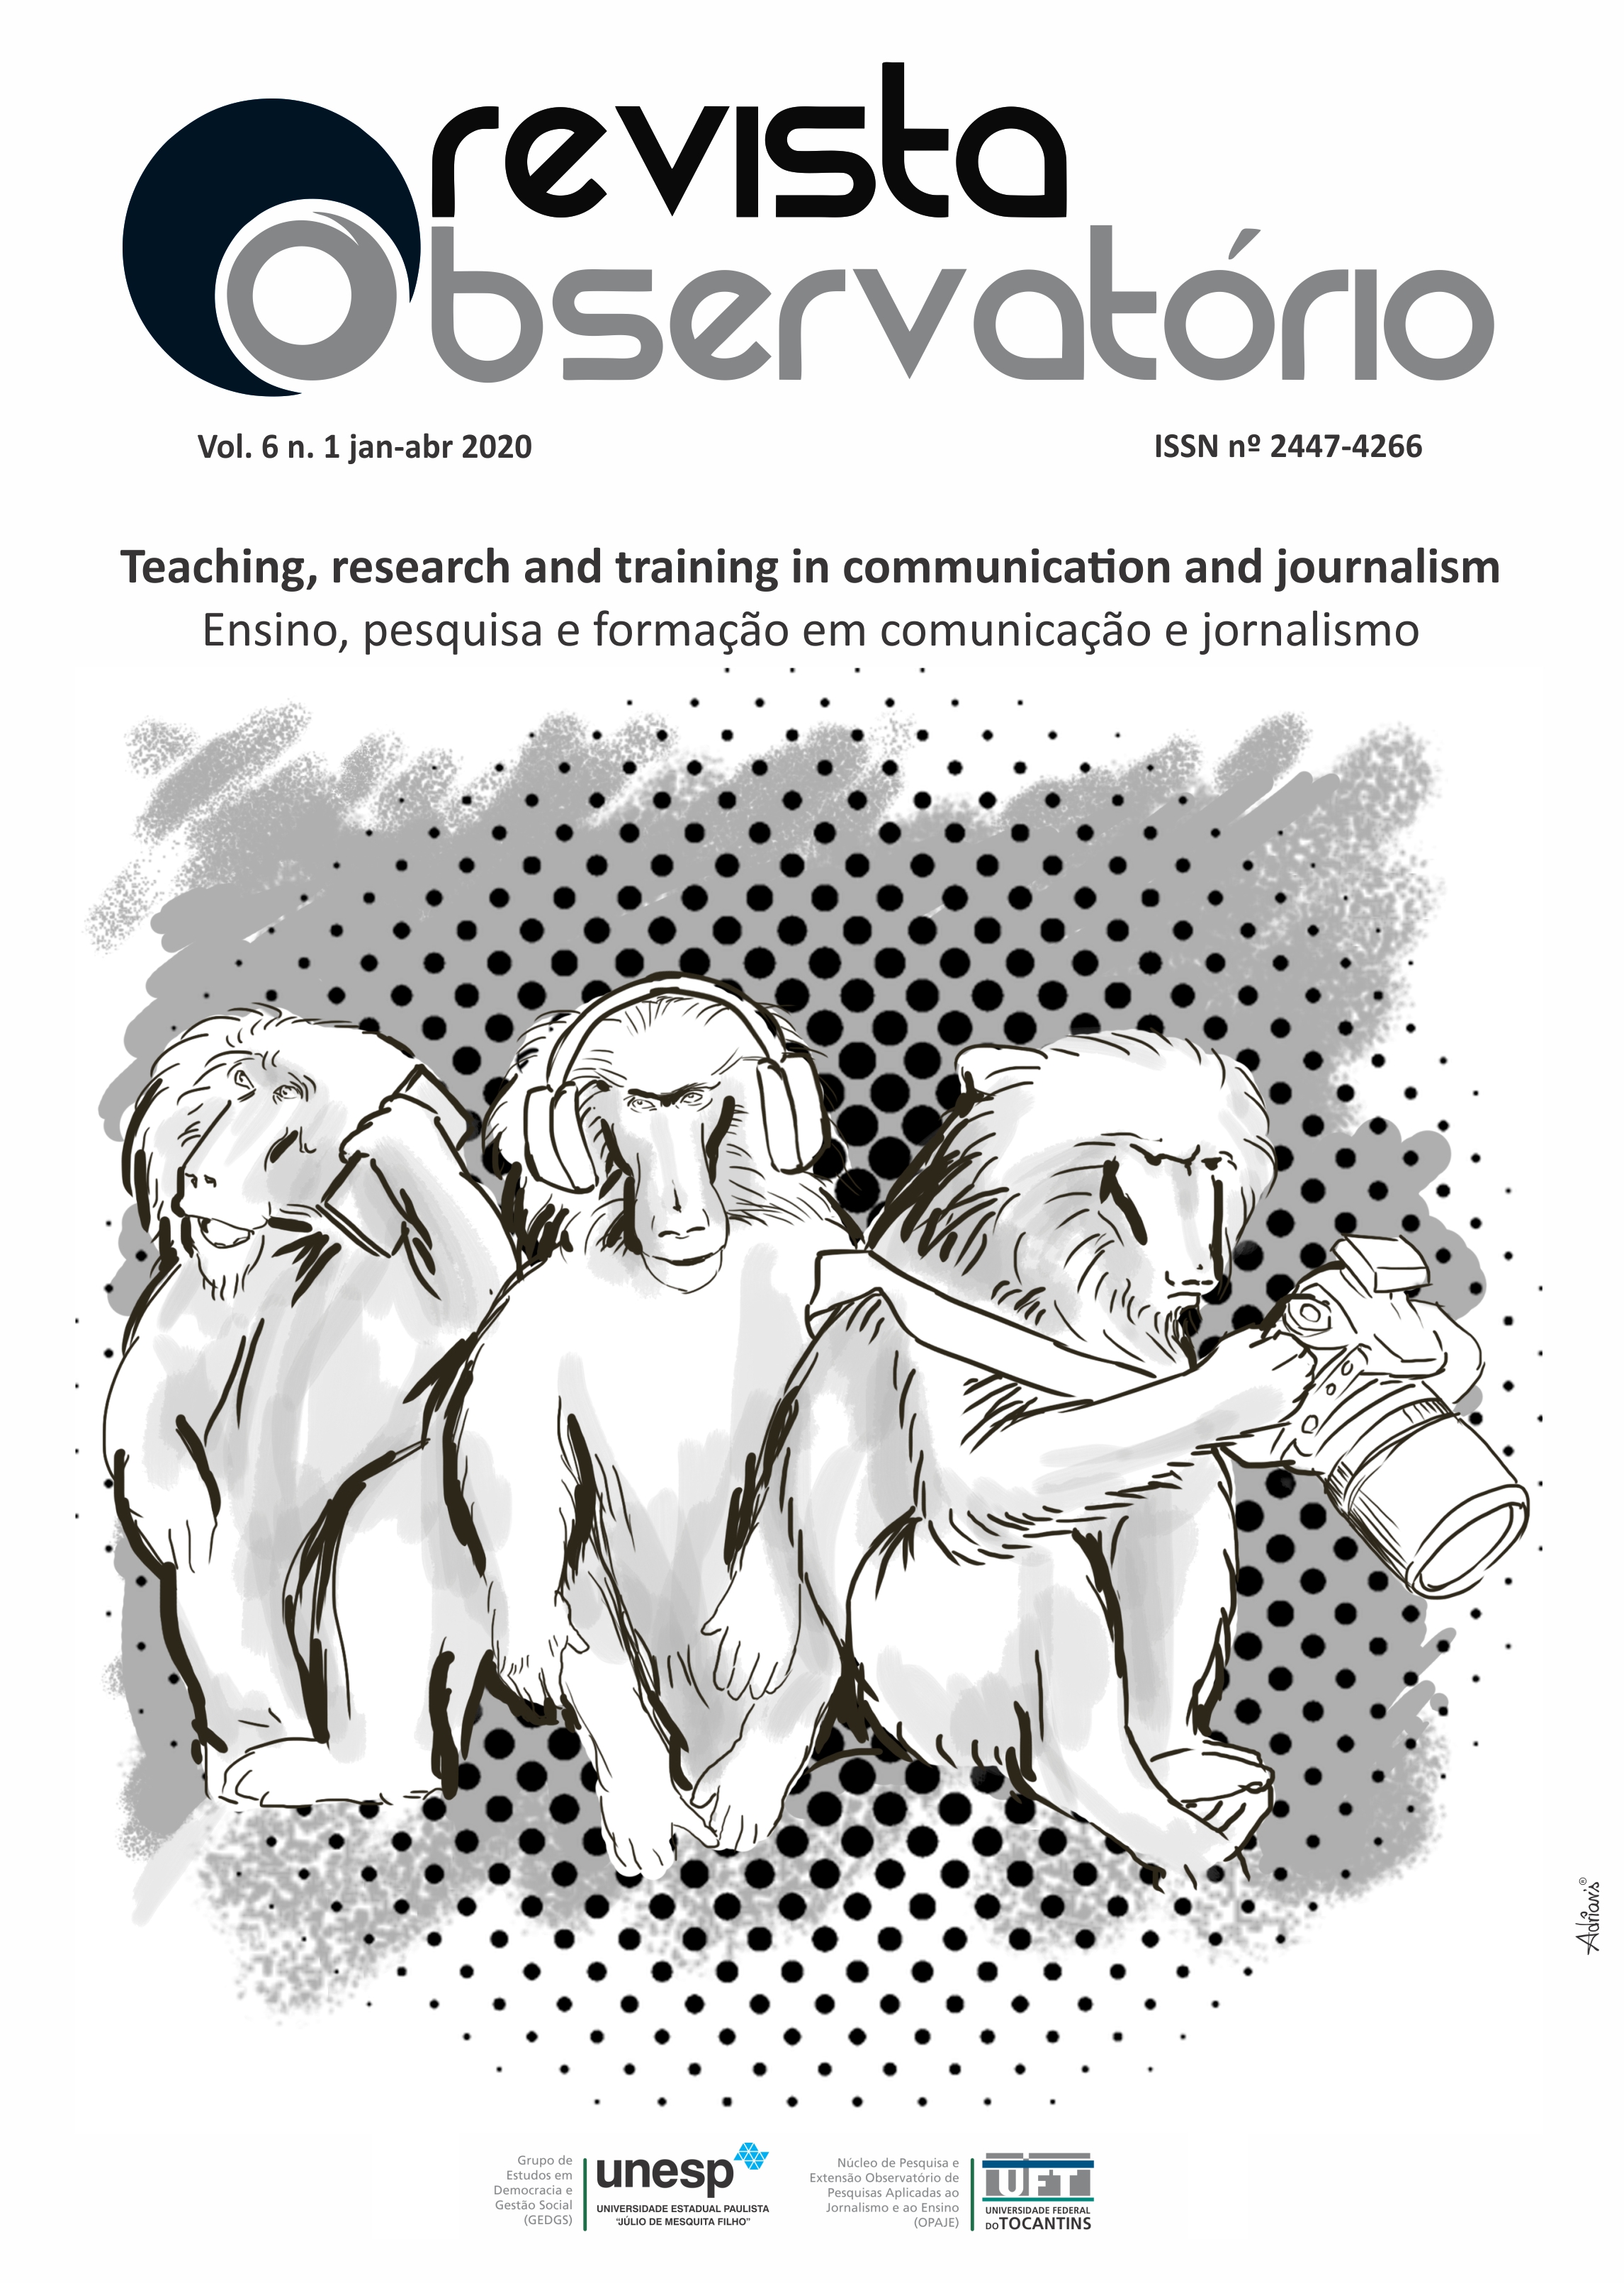 revista
Observatório
Vol. 6 n. 1 jan-abr 2020
ISSN nº 2447-4266
Teaching, research and training in communication and journalism
Ensino, pesquisa e formação em comunicação e jornalismo
Adrian's®
Grupo de
Estudos em
Democracia e
Gestão Social
(GEDGS)
unesp
UNIVERSIDADE ESTADUAL PAULISTA
"JÚLIO DE MESQUITA FILHO"
Núcleo de Pesquisa e
Extensão Observatório de
Pesquisas Aplicadas ao
Jornalismo e ao Ensino
(OPAJE)
UFT
UNIVERSIDADE FEDERAL
DO TOCANTINS